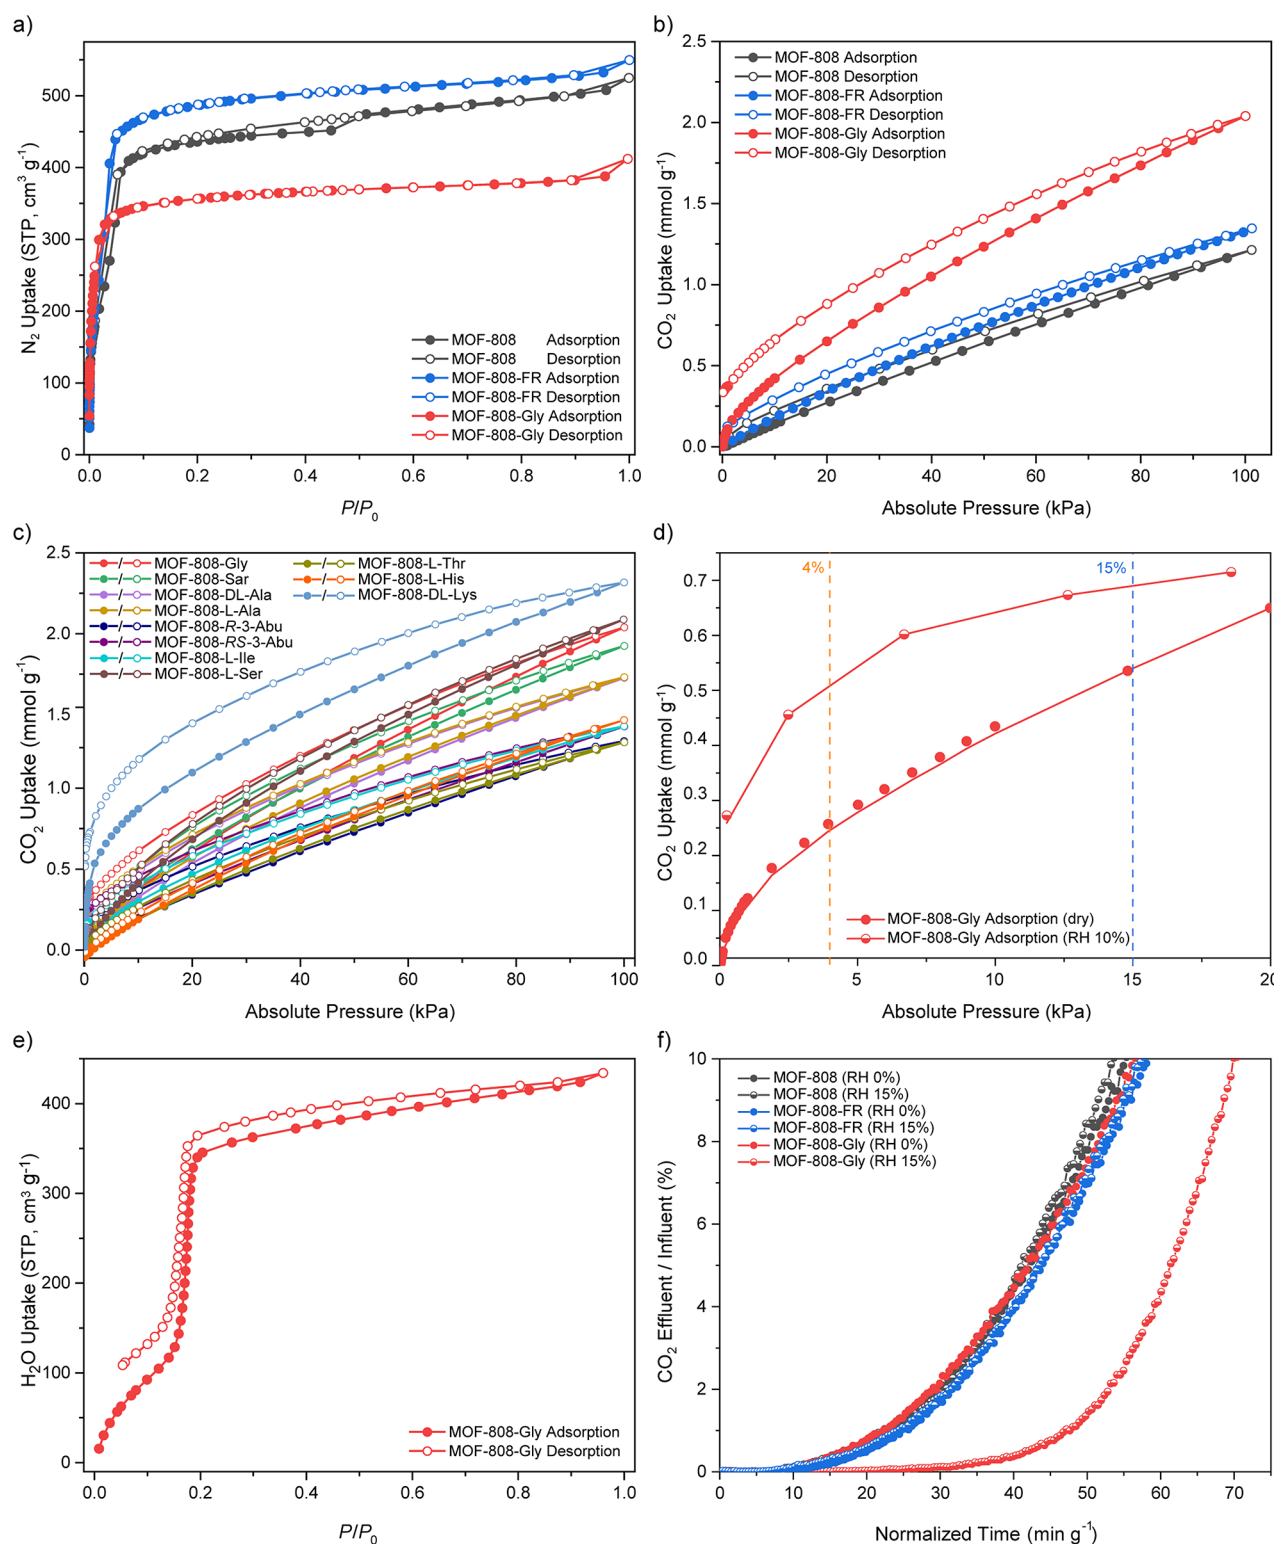 a)
N2 Uptake (STP, cm3 g-1)
500
400
300
200
100
0
MOF-808 Adsorption
MOF-808 Desorption
MOF-808-FR Adsorption
MOF-808-FR Desorption
MOF-808-Gly Adsorption
MOF-808-Gly Desorption
0.0 0.2 0.4 0.6 0.8 1.0
P/P0
b)
CO2 Uptake (mmol g-1)
2.5
2.0
1.5
1.0
0.5
0.0
MOF-808 Adsorption
MOF-808 Desorption
MOF-808-FR Adsorption
MOF-808-FR Desorption
MOF-808-Gly Adsorption
MOF-808-Gly Desorption
0 20 40 60 80 100
Absolute Pressure (kPa)
c)
CO2 Uptake (mmol g-1)
2.5
2.0
1.5
1.0
0.5
0.0
/ MOF-808-Gly
/ MOF-808-Sar
/ MOF-808-DL-Ala
/ MOF-808-L-Ala
/ MOF-808-R-3-Abu
/ MOF-808-RS-3-Abu
/ MOF-808-L-Ile
/ MOF-808-L-Ser
/ MOF-808-L-Thr
/ MOF-808-L-His
/ MOF-808-DL-Lys
0 20 40 60 80 100
Absolute Pressure (kPa)
d)
CO2 Uptake (mmol g-1)
0.7
0.6
0.5
0.4
0.3
0.2
0.1
0.0
4%
15%
MOF-808-Gly Adsorption (dry)
MOF-808-Gly Adsorption (RH 10%)
0 5 10 15 20
Absolute Pressure (kPa)
e)
H2O Uptake (STP, cm³ g-1)
400
300
200
100
0
MOF-808-Gly Adsorption
MOF-808-Gly Desorption
0.0 0.2 0.4 0.6 0.8 1.0
P/P0
f)
CO2 Effluent / Influent (%)
10
8
6
4
2
0
MOF-808 (RH 0%)
MOF-808 (RH 15%)
MOF-808-FR (RH 0%)
MOF-808-FR (RH 15%)
MOF-808-Gly (RH 0%)
MOF-808-Gly (RH 15%)
0 10 20 30 40 50 60 70
Normalized Time (min g-1)